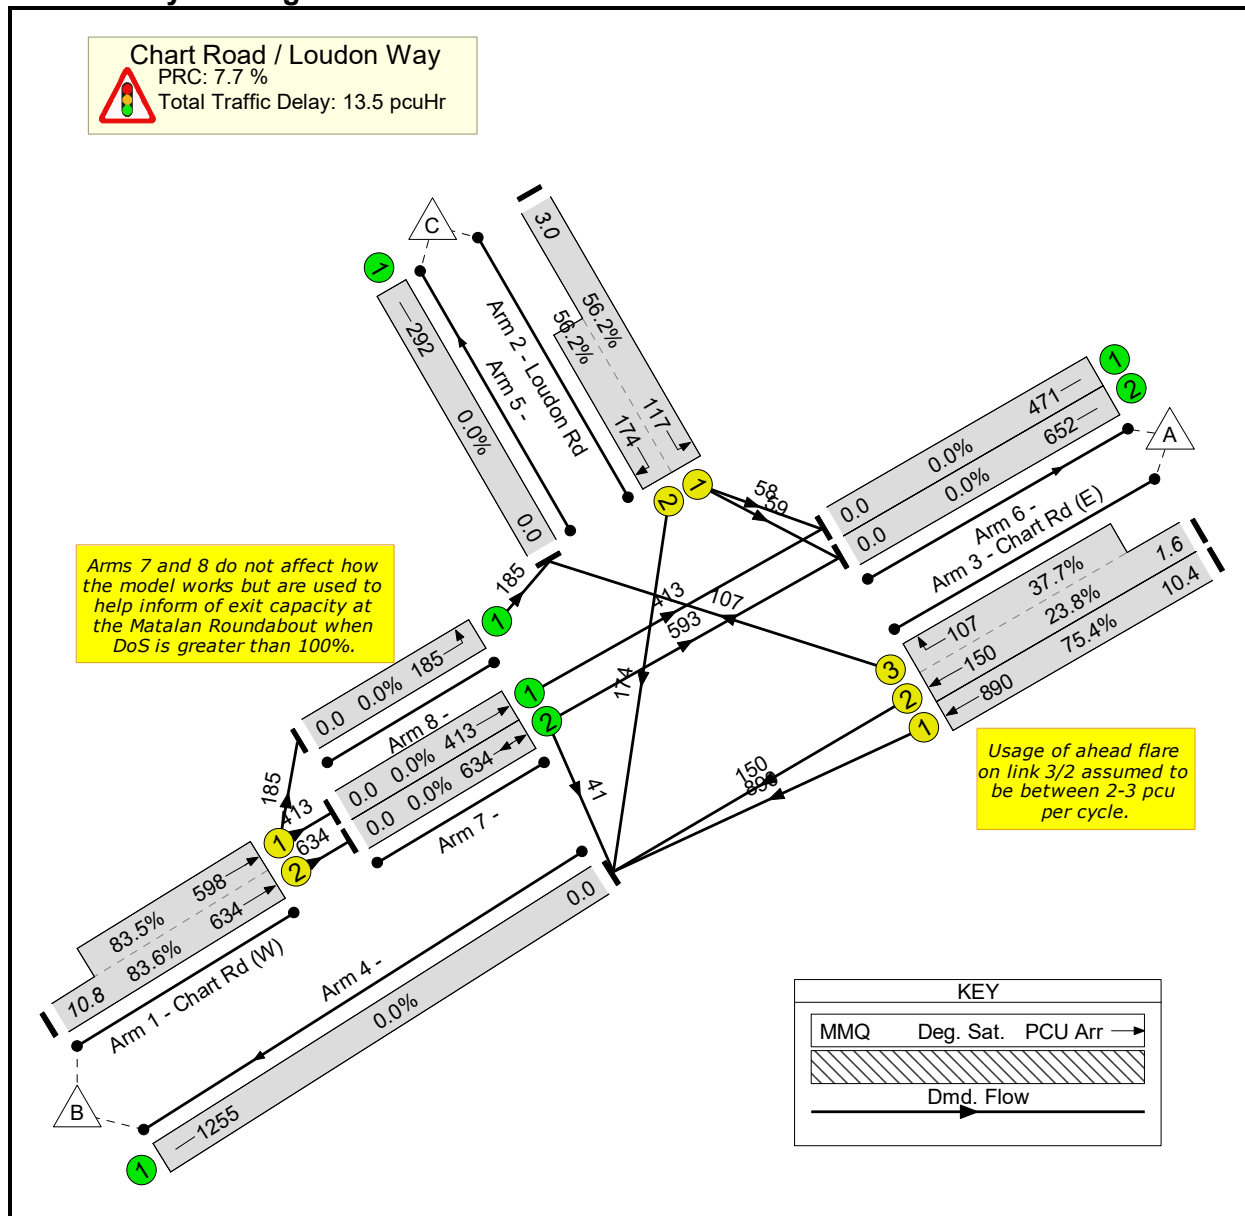 Chart Road / Loudon Way
PRC: 7.7 %
Total Traffic Delay: 13.5 pcuHr
C
1
292
0.0%
0.0
Arm 5 -
Arm 2 - Loudon Rd
3.0
56.2%
56.2%
117
174
1
2
58
59
1
2
471
0.0%
0.0
652
0.0%
0.0
A
Arm 6 -
Arm 3 - Chart Rd (E)
1.6
37.7%
107
23.8%
150
10.4
75.4%
890
3
2
1
Usage of ahead flare
on link 3/2 assumed to
be between 2-3 pcu
per cycle.
Arms 7 and 8 do not affect how
the model works but are used to
help inform of exit capacity at
the Matalan Roundabout when
DoS is greater than 100%.
185
1
0.0 0.0% 185
Arm 8 -
413
593
107
174
150
890
41
1
2
0.0 0.0% 413
0.0 0.0% 634
Arm 7 -
185
413
634
1
2
83.5% 598
10.8 83.6% 634
Arm 1 - Chart Rd (W)
B
Arm 4 -
0.0
0.0%
1255
1
KEY
MMQ Deg. Sat. PCU Arr
Dmd. Flow